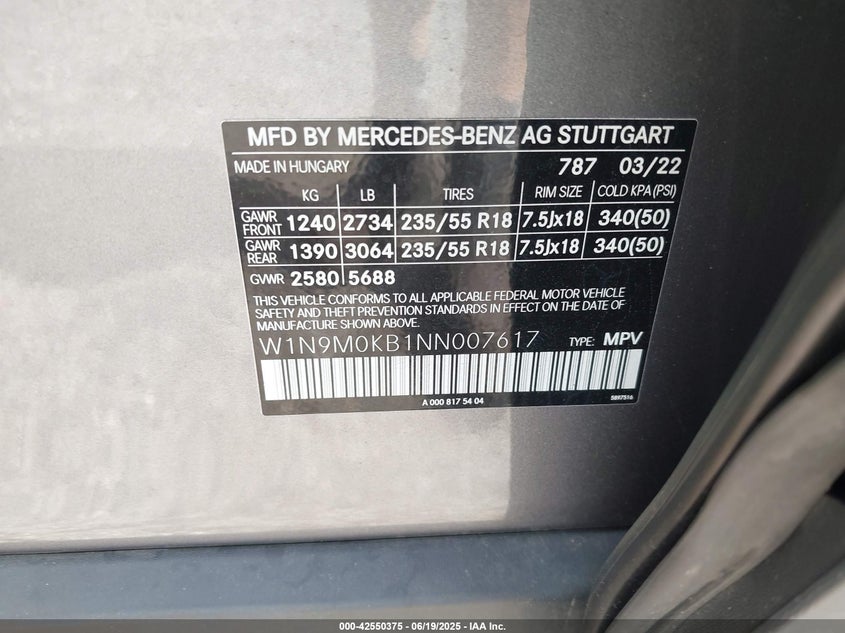 MFD BY MERCEDES-BENZ AG STUTTGART
MADE IN HUNGARY 787 03/22
KG LB TIRES RIM SIZE COLD KPA (PSI)
GAWR FRONT 1240 2734 235/55 R18 7.5Jx18 340(50)
GAWR REAR 1390 3064 235/55 R18 7.5Jx18 340(50)
GVWR 2580 5688
THIS VEHICLE CONFORMS TO ALL APPLICABLE FEDERAL MOTOR VEHICLE
SAFETY AND THEFT PREVENTION STANDARDS IN EFFECT ON THE DATE OF
MANUFACTURE SHOWN ABOVE.
W1N9M0KB1NN007617 TYPE: MPV
A 000 817 54 04 5897516
000-42550375 - 06/19/2025 - IAA Inc.